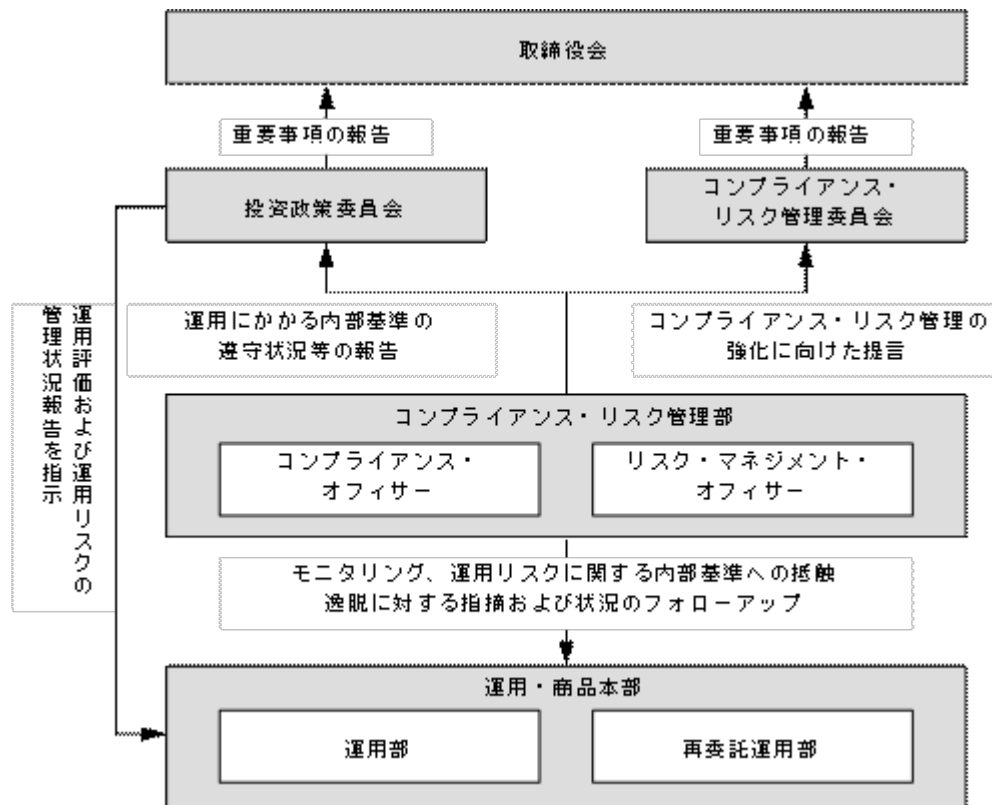 取締役会
重要事項の報告
重要事項の報告
投資政策委員会
コンプライアンス・
リスク管理委員会
運用にかかる内部基準の
遵守状況等の報告
コンプライアンス・リスク管理の
強化に向けた提言
運用評価および運用リスクの
管理状況報告を指示
コンプライアンス・リスク管理部
コンプライアンス・
オフィサー
リスク・マネジメント・
オフィサー
モニタリング、運用リスクに関する内部基準への抵触
逸脱に対する指摘および状況のフォローアップ
運用・商品本部
運用部
再委託運用部